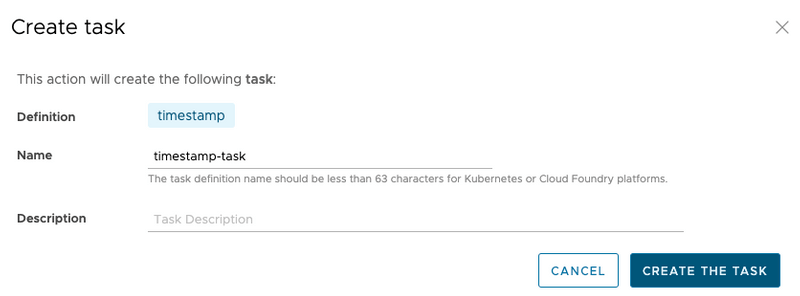 Create task
This action will create the following task:
Definition timestamp
Name timestamp-task
The task definition name should be less than 63 characters for Kubernetes or Cloud Foundry platforms.
Description Task Description
CANCEL CREATE THE TASK